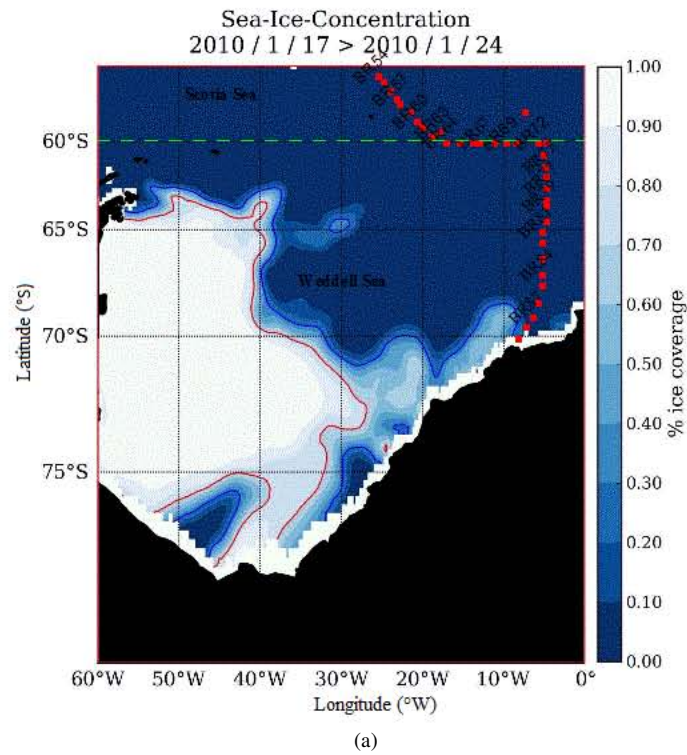 Sea-Ice-Concentration
2010 / 1 / 17 > 2010 / 1 / 24
Scotia Sea
Weddell Sea
60°S
65°S
70°S
75°S
Latitude (°S)
60°W 50°W 40°W 30°W 20°W 10°W 0°
Longitude (°W)
1.00
0.90
0.80
0.70
0.60
0.50
0.40
0.30
0.20
0.10
0.00
% ice coverage
(a)